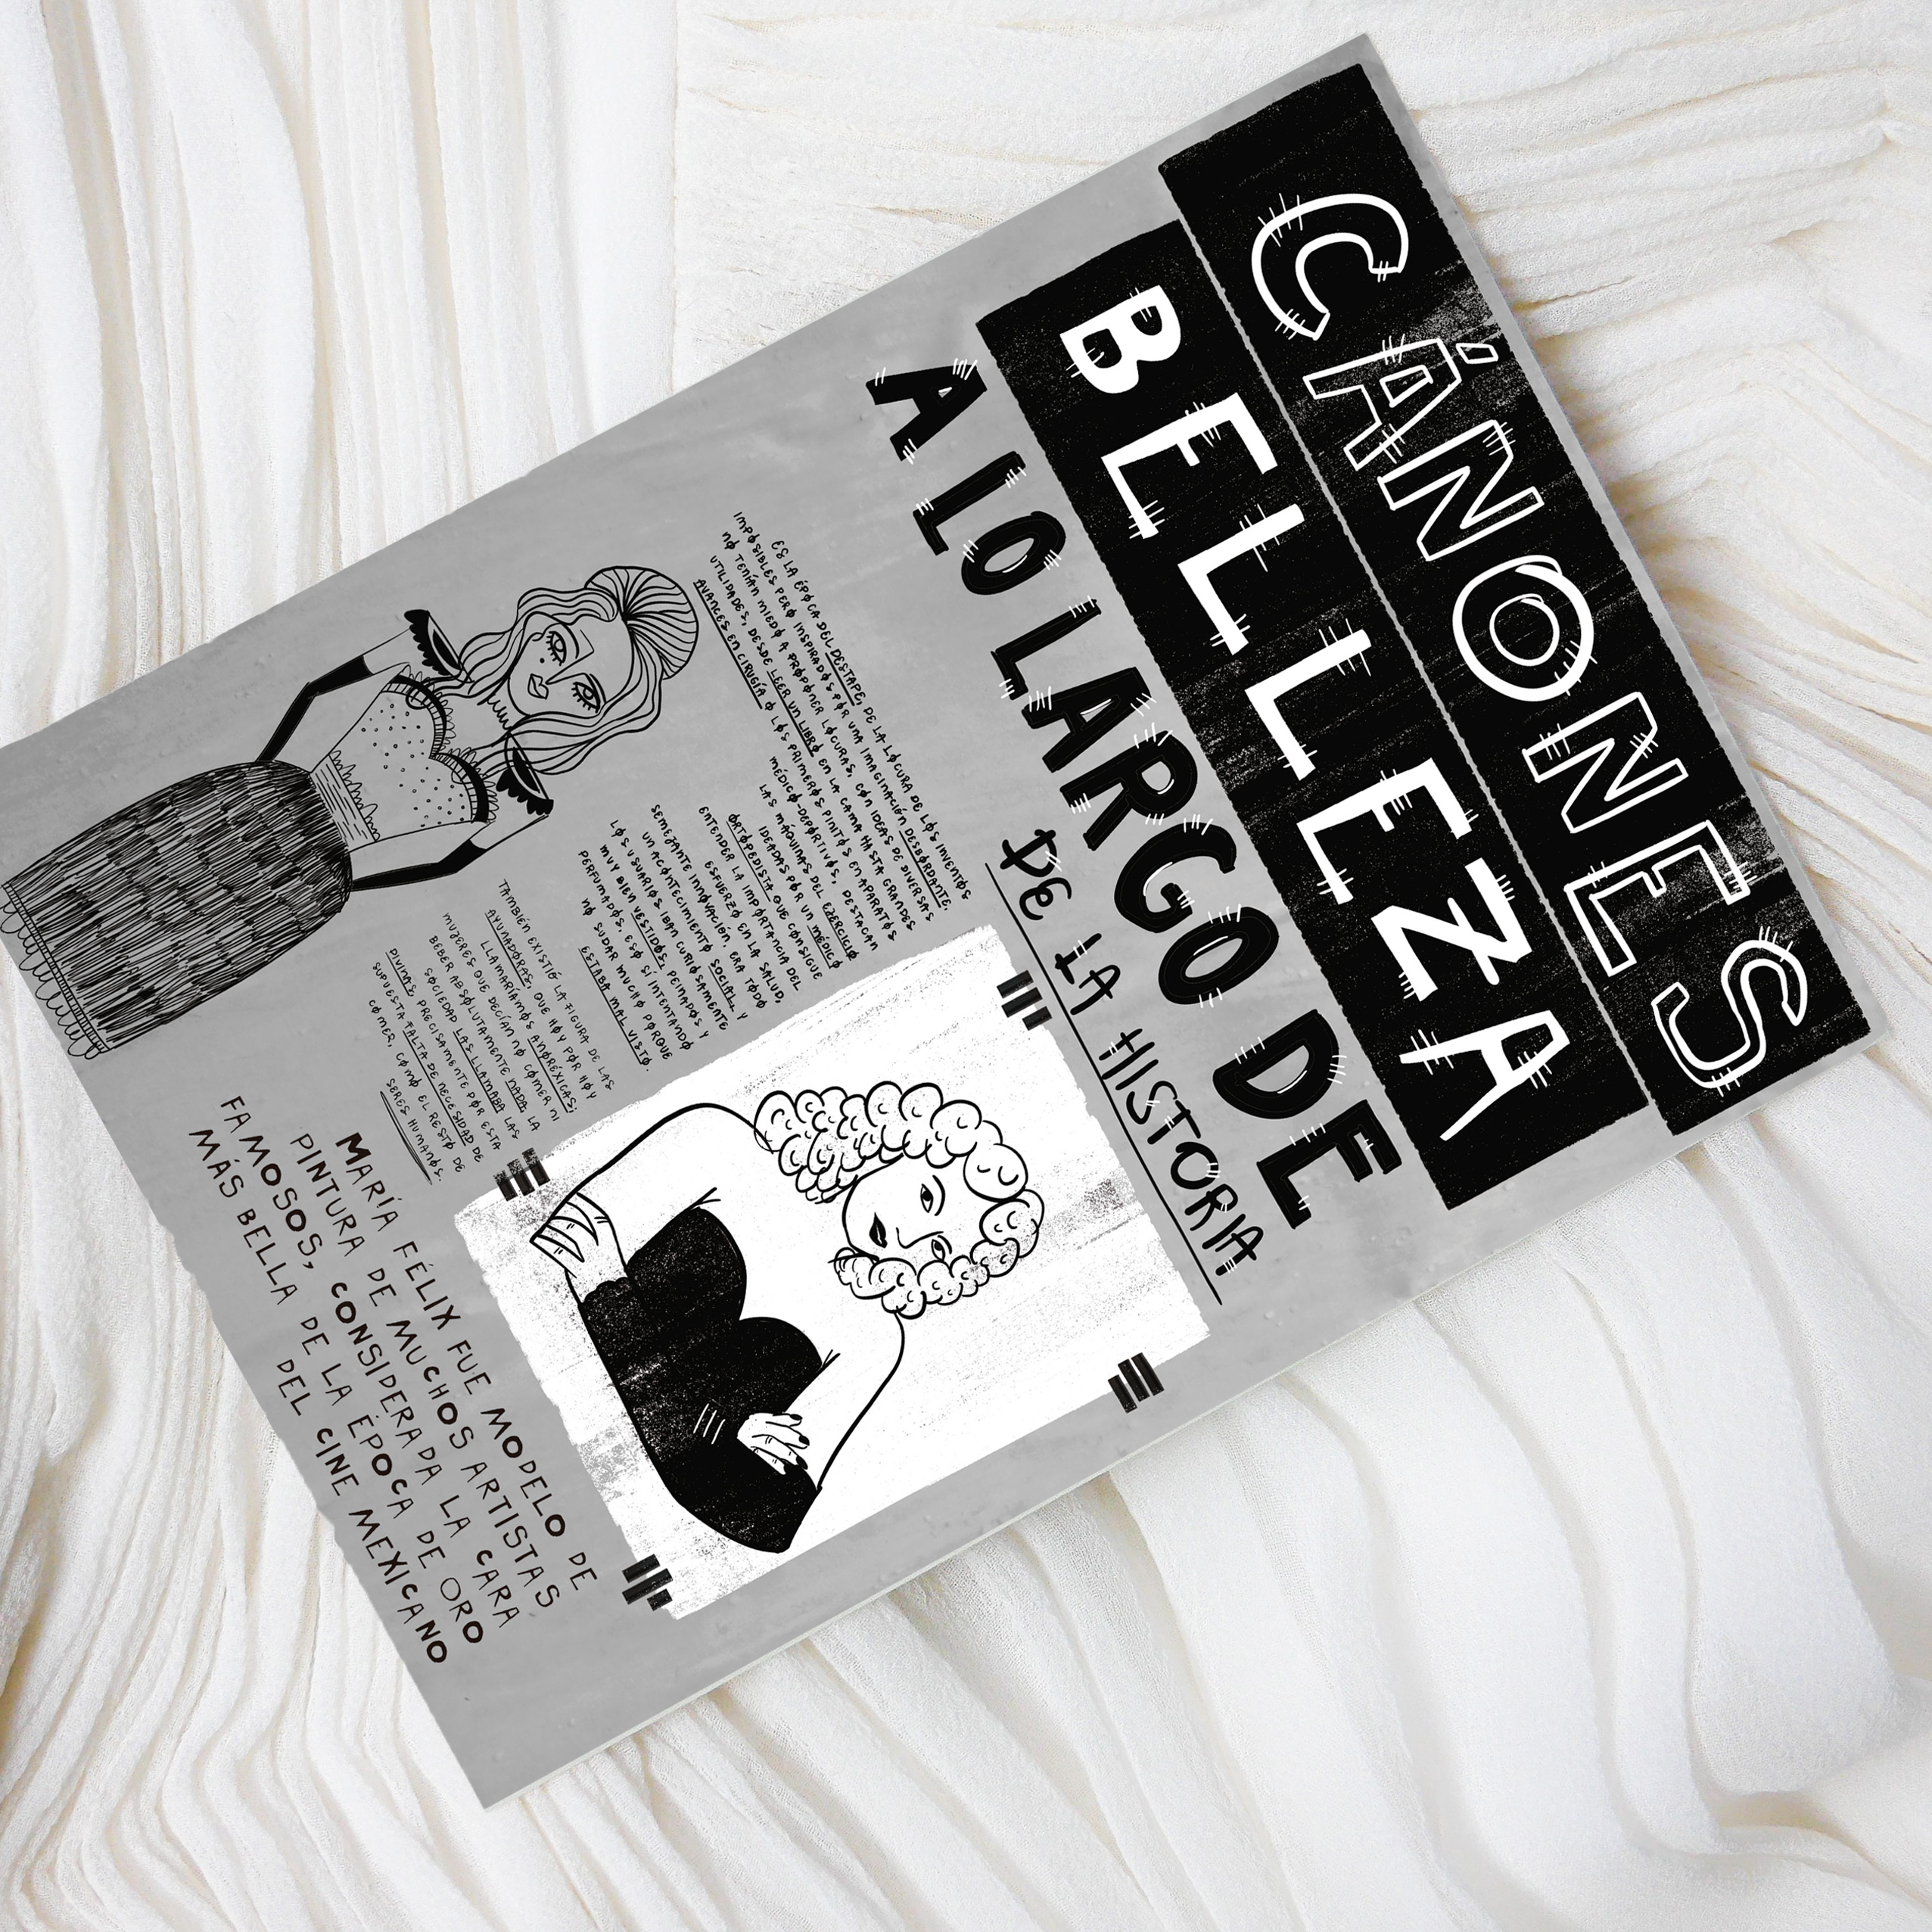 CÁNONES
BELLEZA
A LO LARGO DE
DE LA HISTORIA
ES LA ÉPOCA DEL DESTAPE, DE LA LOCURA DE LOS INVENTOS
IMPOSIBLES PERO INSPIRADOS POR UNA IMAGINACIÓN DESBORDANTE.
NO TENÍAN MIEDO A PROPONER LOCURAS, CON IDEAS DE DIVERSAS
UTILIDADES, DESDE LEER UN LIBRO EN LA CAMA HASTA GRANDES
AVANCES EN CIRUGÍA O LOS PRIMEROS PINITOS EN APARATOS
MÉDICO-DEPORTIVOS, DESTACAN
LAS MÁQUINAS DEL EJERCICIO
IDEADAS POR UN MÉDICO
ORTOPEDISTA QUE CONSIGUE
ENTENDER LA IMPORTANCIA DEL
ESFUERZO EN LA SALUD,
SEMEJANTE INNOVACIÓN, ERA TODO
UN ACONTECIMIENTO SOCIAL, Y
LOS USUARIOS IBAN CURIOSAMENTE
MUY BIEN VESTIDOS, PEINADOS Y
PERFUMADOS, ESO SÍ INTENTANDO
NO SUDAR MUCHO PORQUE
ESTABA MAL VISTO.
TAMBIÉN EXISTIÓ LA FIGURA DE LAS
AYUNADORAS, QUE HOY POR HOY
LLAMARÍAMOS ANORÉXICAS;
MUJERES QUE DECÍAN NO COMER NI
BEBER ABSOLUTAMENTE NADA. LA
SOCIEDAD LAS LLAMABA LAS
DIVINAS, PRECISAMENTE POR ESTA
SUPUESTA FALTA DE NECESIDAD DE
COMER, COMO EL RESTO DE
SERES HUMANOS.
MARÍA FÉLIX FUE MODELO DE
PINTURA DE MUCHOS ARTISTAS
FAMOSOS, CONSIDERADA LA CARA
MÁS BELLA DE LA ÉPOCA DE ORO
DEL CINE MEXICANO